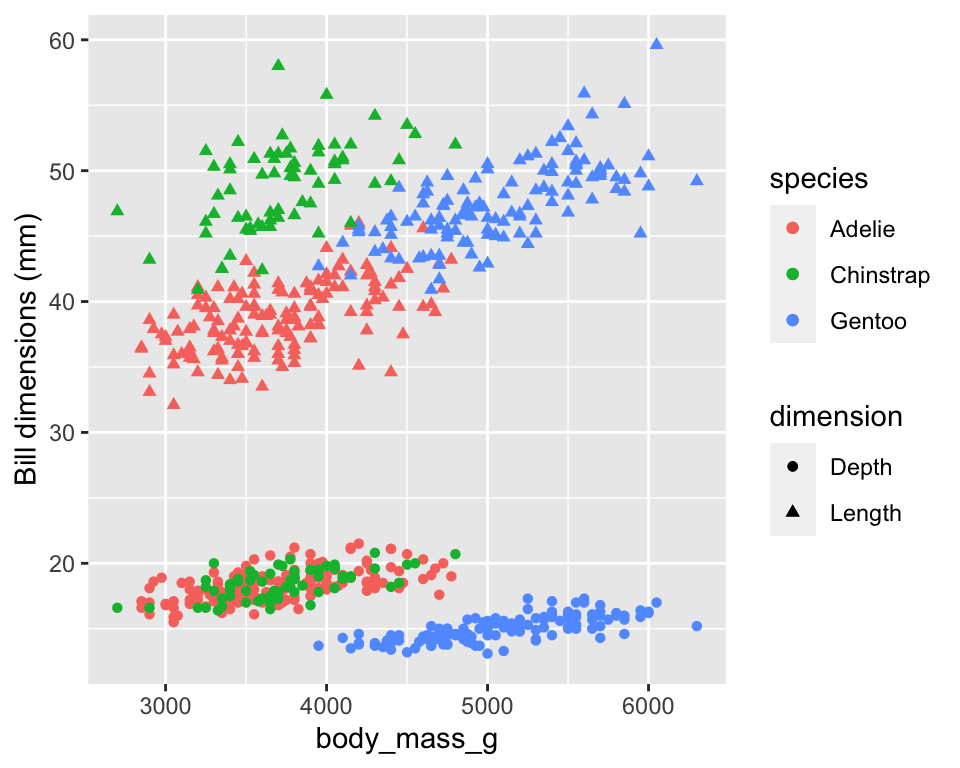 60
50
40
30
20
Bill dimensions (mm)
3000 4000 5000 6000
body_mass_g
species
Adelie
Chinstrap
Gentoo
dimension
Depth
Length